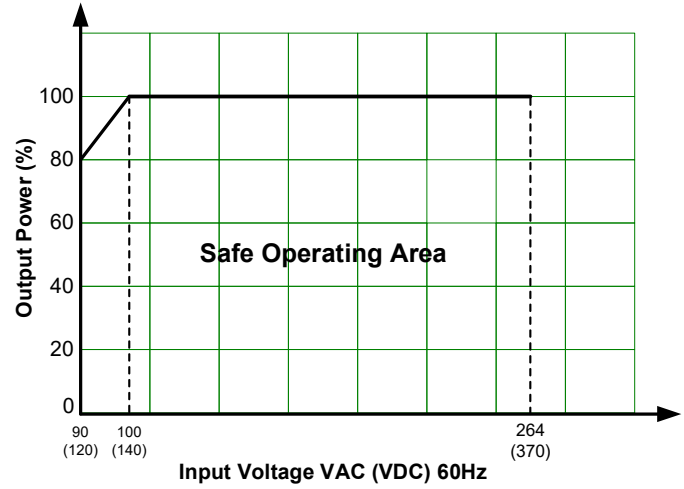 Output Power (%)
100
80
60
40
20
0
Safe Operating Area
90 100 264
(120) (140) (370)
Input Voltage VAC (VDC) 60Hz